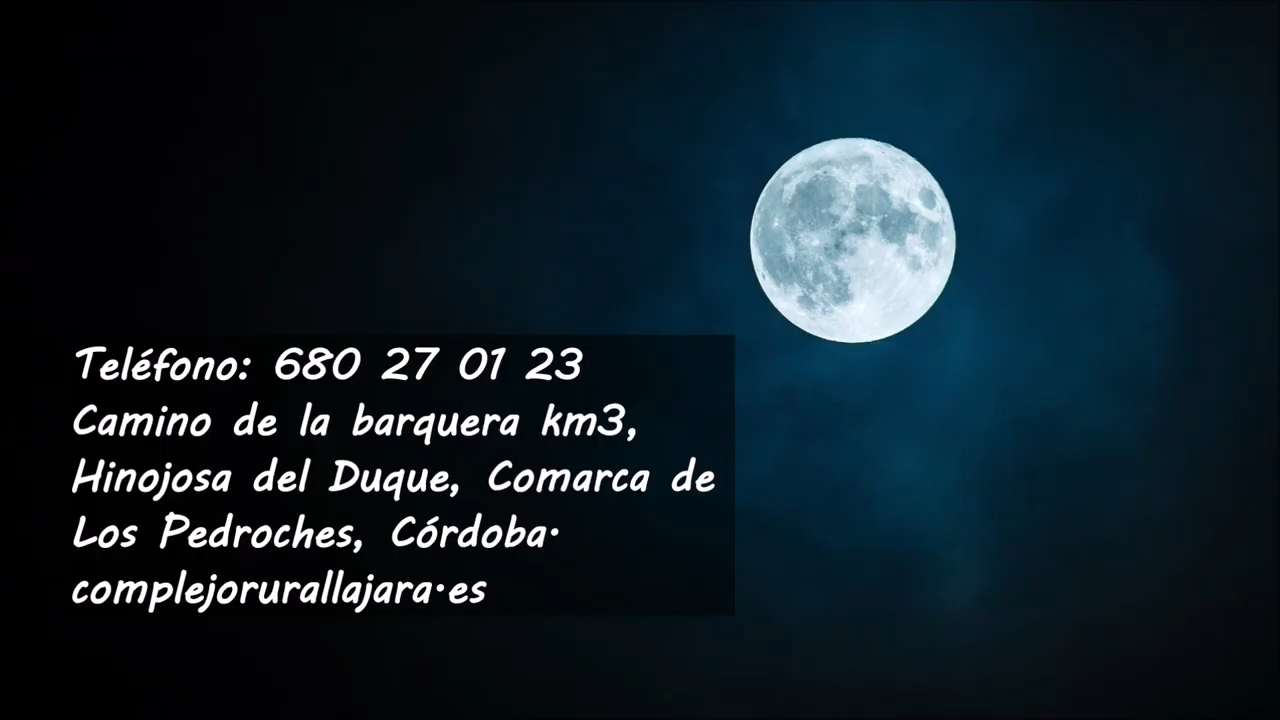 Teléfono: 680 27 01 23
Camino de la barquera km3,
Hinojosa del Duque, Comarca de
Los Pedroches, Córdoba.
complejorurallajara.es